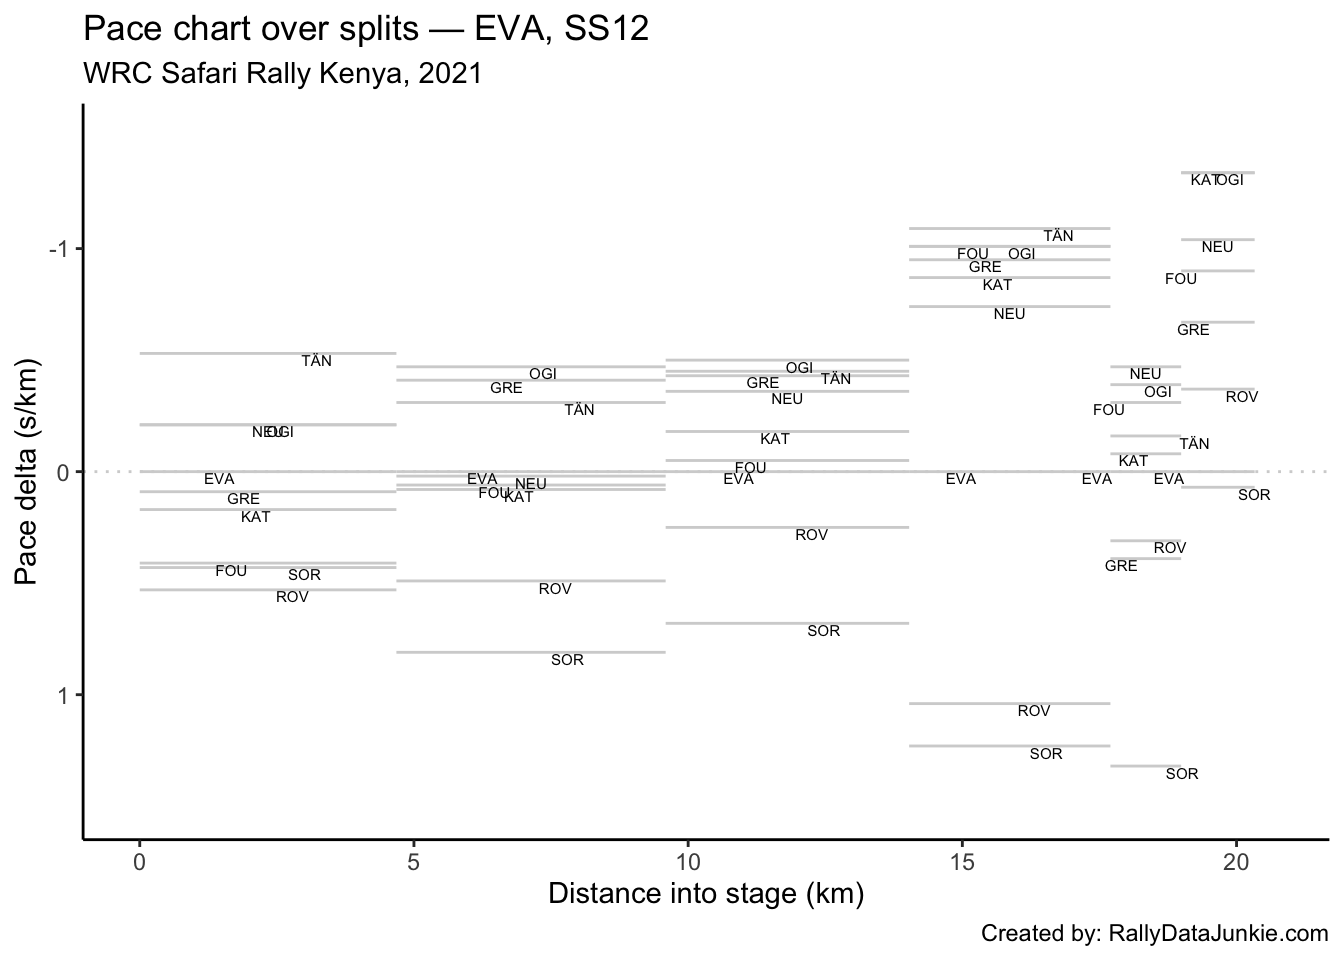 Pace chart over splits — EVA, SS12
WRC Safari Rally Kenya, 2021
Pace delta (s/km)
-1
0
1
TÄN
NEU OGI
EVA
GRE
KAT
FOU
SOR
ROV
OGI
GRE
TÄN
EVA
NEU
FOU
KAT
ROV
SOR
OGI
GRE
TÄN
NEU
KAT
FOU
EVA
ROV
SOR
TÄN
FOU OGI
GRE
KAT
NEU
EVA
ROV
SOR
NEU
OGI
FOU
TÄN
KAT
EVA
ROV
GRE
SOR
KAT OGI
NEU
FOU
GRE
ROV
EVA
SOR
0 5 10 15 20
Distance into stage (km)
Created by: RallyDataJunkie.com